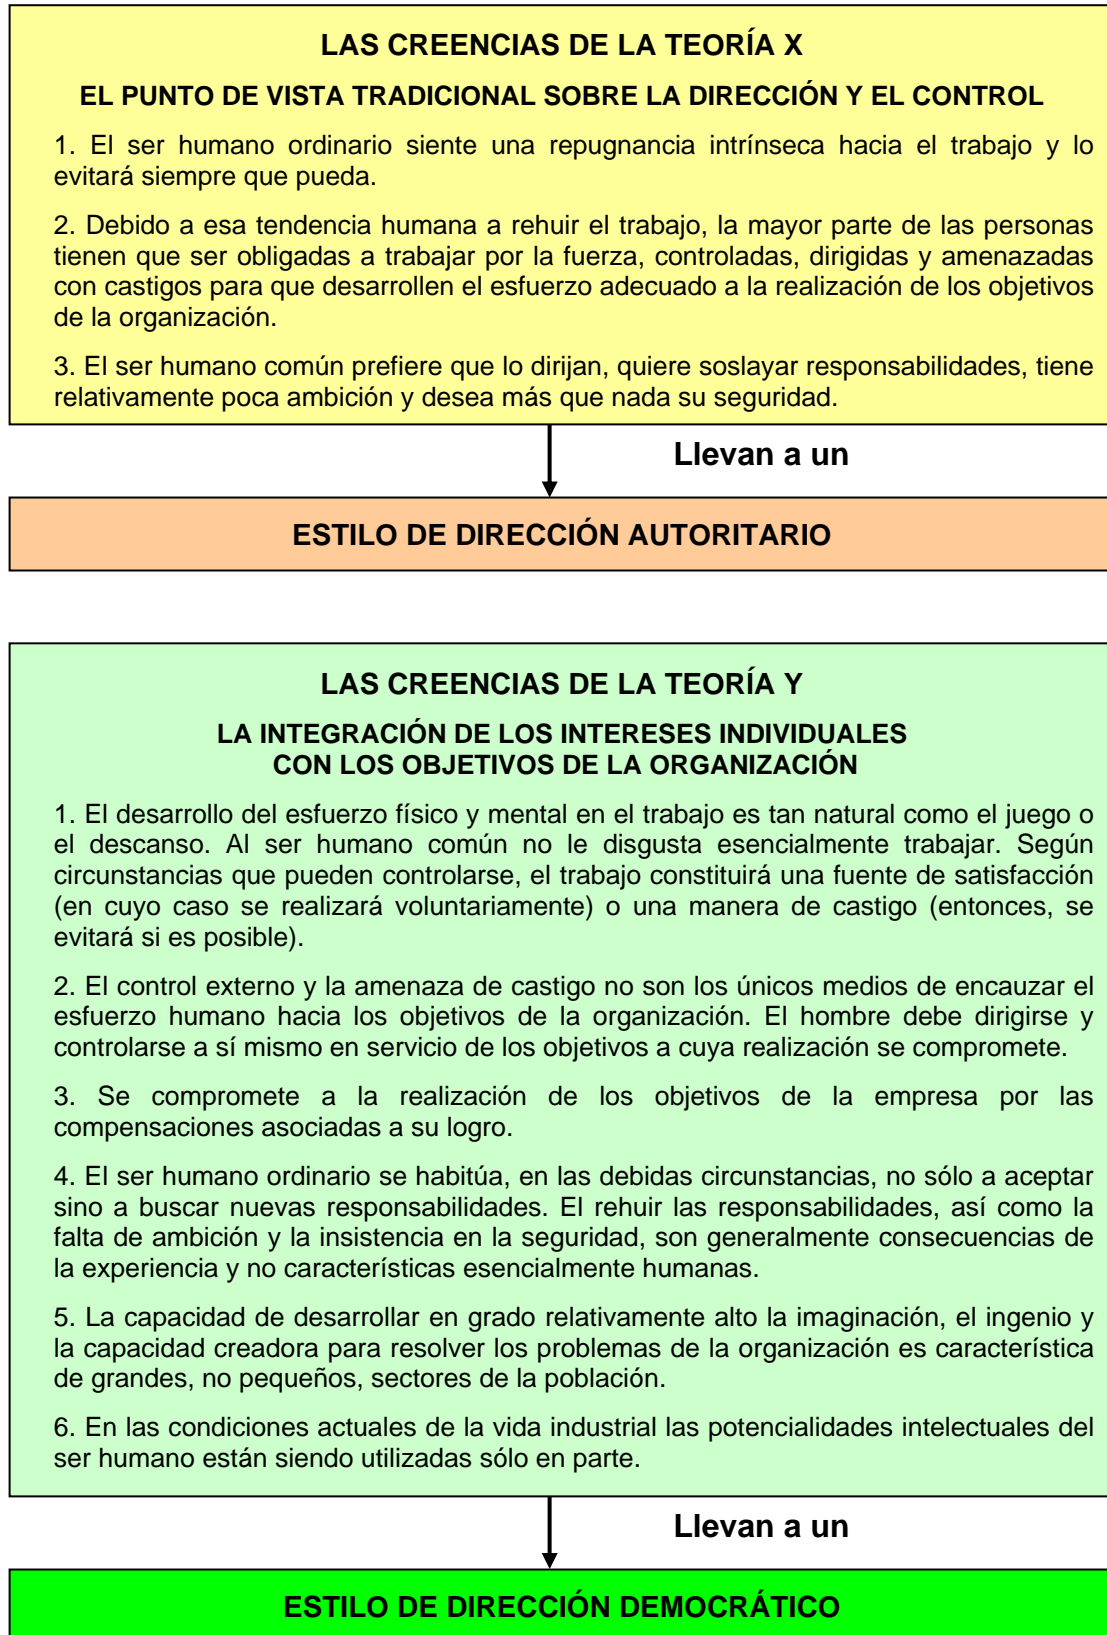 LAS CREENCIAS DE LA TEORÍA X
EL PUNTO DE VISTA TRADICIONAL SOBRE LA DIRECCIÓN Y EL CONTROL
1. El ser humano ordinario siente una repugnancia intrínseca hacia el trabajo y lo
evitará siempre que pueda.
2. Debido a esa tendencia humana a rehuir el trabajo, la mayor parte de las personas
tienen que ser obligadas a trabajar por la fuerza, controladas, dirigidas y amenazadas
con castigos para que desarrollen el esfuerzo adecuado a la realización de los objetivos
de la organización.
3. El ser humano común prefiere que lo dirijan, quiere soslayar responsabilidades, tiene
relativamente poca ambición y desea más que nada su seguridad.
Llevan a un
ESTILO DE DIRECCIÓN AUTORITARIO
LAS CREENCIAS DE LA TEORÍA Y
LA INTEGRACIÓN DE LOS INTERESES INDIVIDUALES
CON LOS OBJETIVOS DE LA ORGANIZACIÓN
1. El desarrollo del esfuerzo físico y mental en el trabajo es tan natural como el juego o
el descanso. Al ser humano común no le disgusta esencialmente trabajar. Según
circunstancias que pueden controlarse, el trabajo constituirá una fuente de satisfacción
(en cuyo caso se realizará voluntariamente) o una manera de castigo (entonces, se
evitará si es posible).
2. El control externo y la amenaza de castigo no son los únicos medios de encauzar el
esfuerzo humano hacia los objetivos de la organización. El hombre debe dirigirse y
controlarse a sí mismo en servicio de los objetivos a cuya realización se compromete.
3. Se compromete a la realización de los objetivos de la empresa por las
compensaciones asociadas a su logro.
4. El ser humano ordinario se habitúa, en las debidas circunstancias, no sólo a aceptar
sino a buscar nuevas responsabilidades. El rehuir las responsabilidades, así como la
falta de ambición y la insistencia en la seguridad, son generalmente consecuencias de
la experiencia y no características esencialmente humanas.
5. La capacidad de desarrollar en grado relativamente alto la imaginación, el ingenio y
la capacidad creadora para resolver los problemas de la organización es característica
de grandes, no pequeños, sectores de la población.
6. En las condiciones actuales de la vida industrial las potencialidades intelectuales del
ser humano están siendo utilizadas sólo en parte.
Llevan a un
ESTILO DE DIRECCIÓN DEMOCRÁTICO